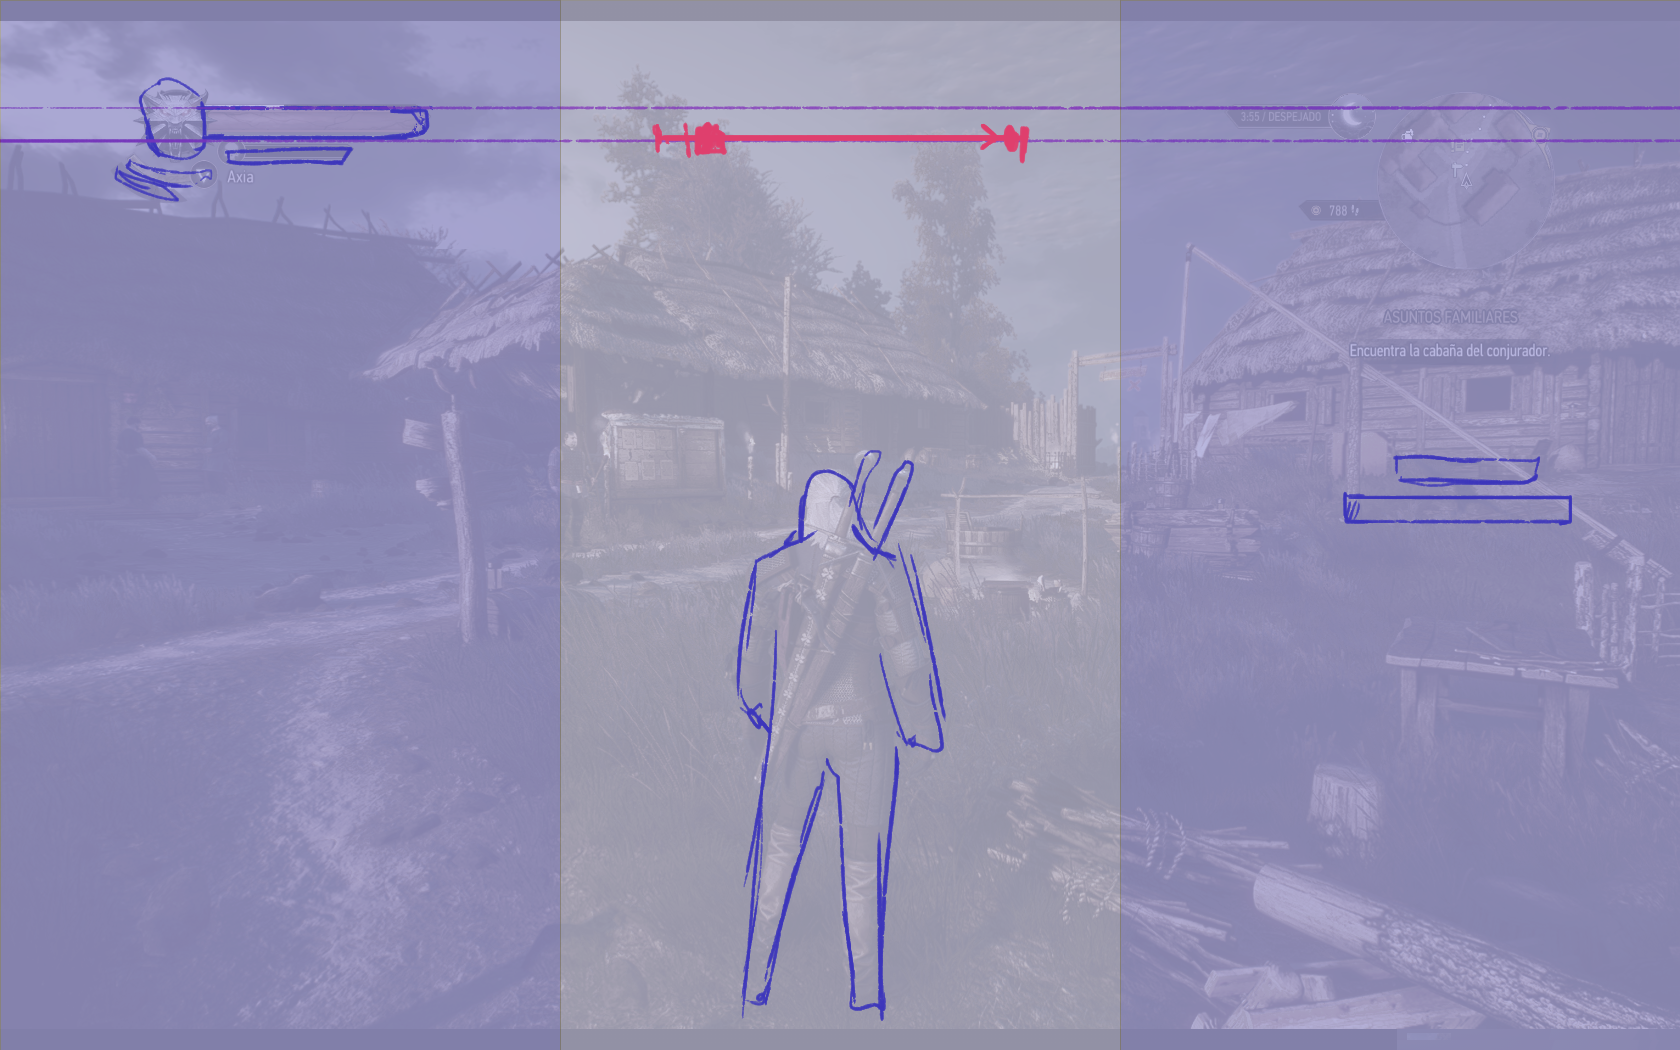 Axia
3:55 / DESPEJADO
788
ASUNTOS FAMILIARES
Encuentra la cabaña del conjurador.